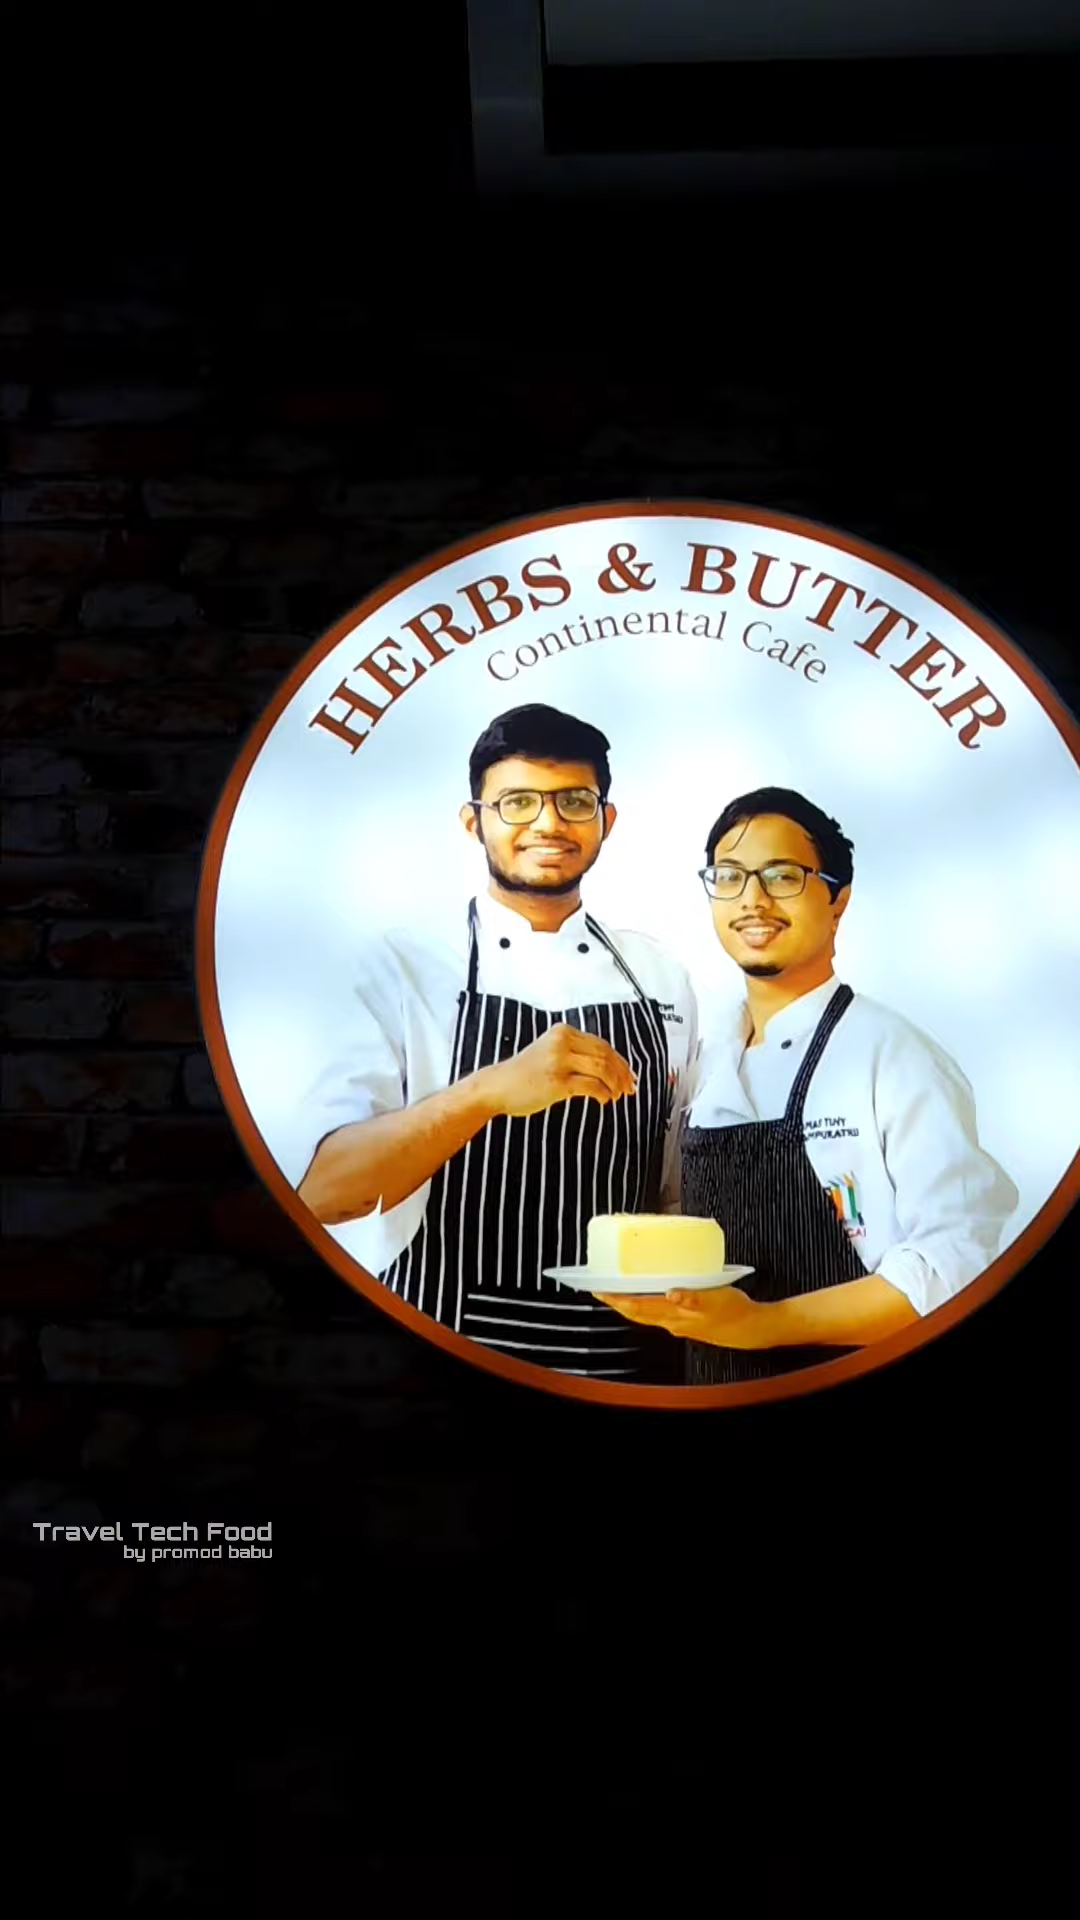 HERBS & BUTTER
Continental Cafe
Travel Tech Food
by promod babu